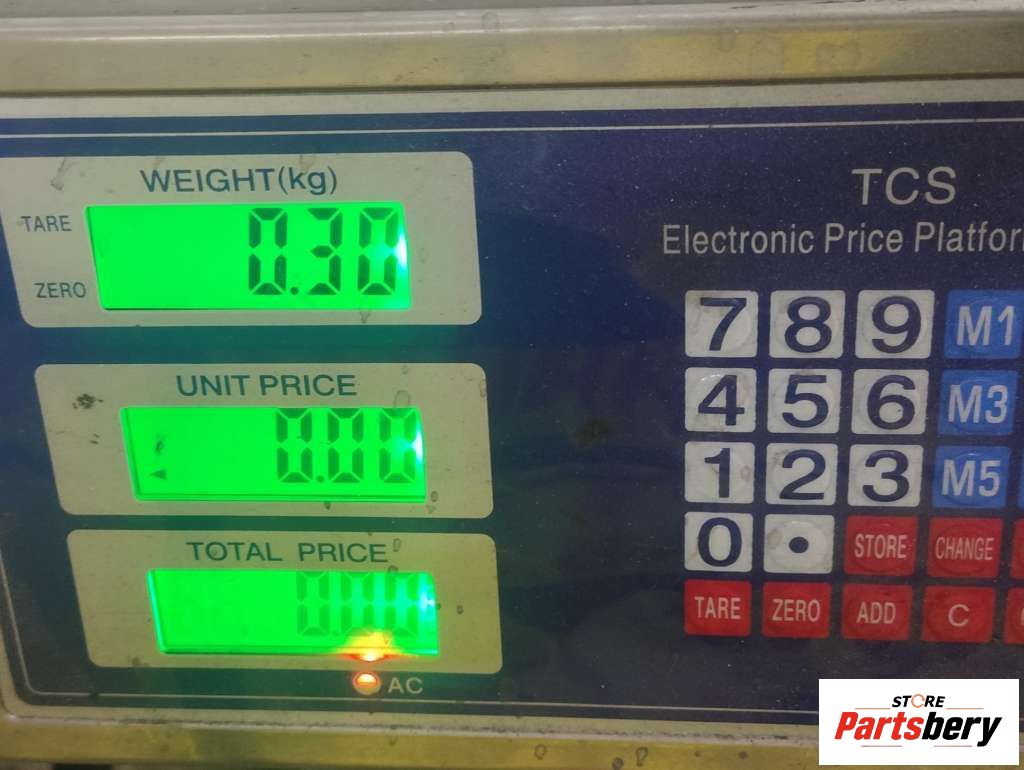 WEIGHT(kg)
TARE
0.30
ZERO
UNIT PRICE
0.00
TOTAL PRICE
0.00
AC
TCS
Electronic Price Platfor
7 8 9 M1
4 5 6 M3
1 2 3 M5
0 . STORE CHANGE
TARE ZERO ADD C
STORE
Partsbery